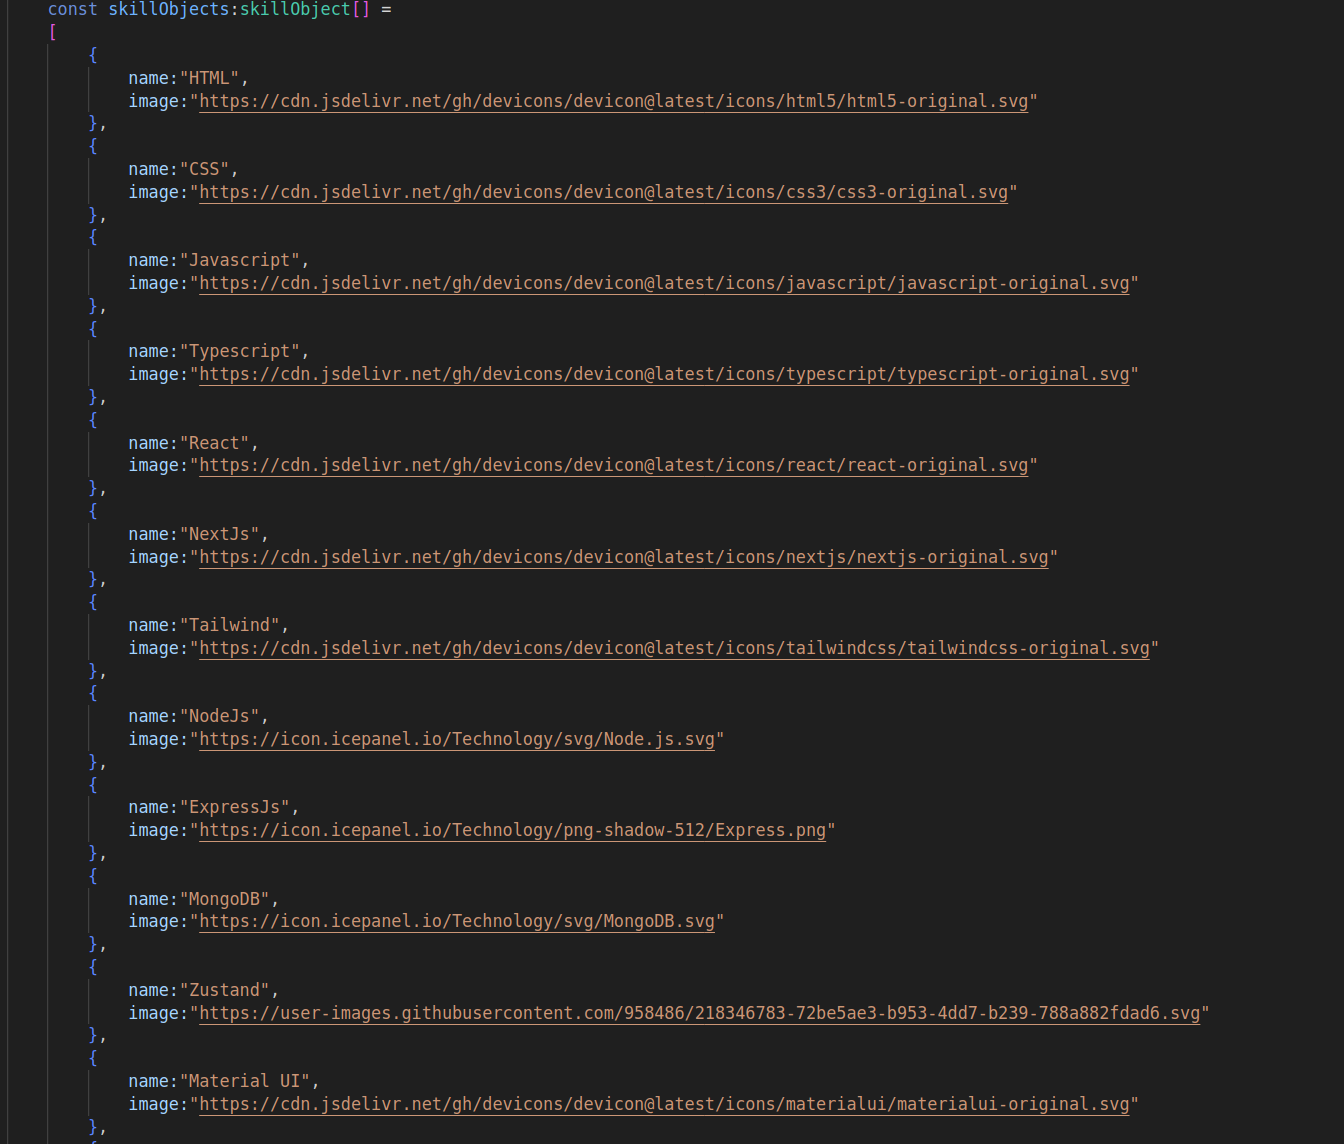 const skillObjects:skillObject[] =
[
{
name:"HTML",
image:"https://cdn.jsdelivr.net/gh/devicons/devicon@latest/icons/html5/html5-original.svg"
},
{
name:"CSS",
image:"https://cdn.jsdelivr.net/gh/devicons/devicon@latest/icons/css3/css3-original.svg"
},
{
name:"Javascript",
image:"https://cdn.jsdelivr.net/gh/devicons/devicon@latest/icons/javascript/javascript-original.svg"
},
{
name:"Typescript",
image:"https://cdn.jsdelivr.net/gh/devicons/devicon@latest/icons/typescript/typescript-original.svg"
},
{
name:"React",
image:"https://cdn.jsdelivr.net/gh/devicons/devicon@latest/icons/react/react-original.svg"
},
{
name:"NextJs",
image:"https://cdn.jsdelivr.net/gh/devicons/devicon@latest/icons/nextjs/nextjs-original.svg"
},
{
name:"Tailwind",
image:"https://cdn.jsdelivr.net/gh/devicons/devicon@latest/icons/tailwindcss/tailwindcss-original.svg"
},
{
name:"NodeJs",
image:"https://icon.icepanel.io/Technology/svg/Node.js.svg"
},
{
name:"ExpressJs",
image:"https://icon.icepanel.io/Technology/png-shadow-512/Express.png"
},
{
name:"MongoDB",
image:"https://icon.icepanel.io/Technology/svg/MongoDB.svg"
},
{
name:"Zustand",
image:"https://user-images.githubusercontent.com/958486/218346783-72be5ae3-b953-4dd7-b239-788a882fdad6.svg"
},
{
name:"Material UI",
image:"https://cdn.jsdelivr.net/gh/devicons/devicon@latest/icons/materialui/materialui-original.svg"
},